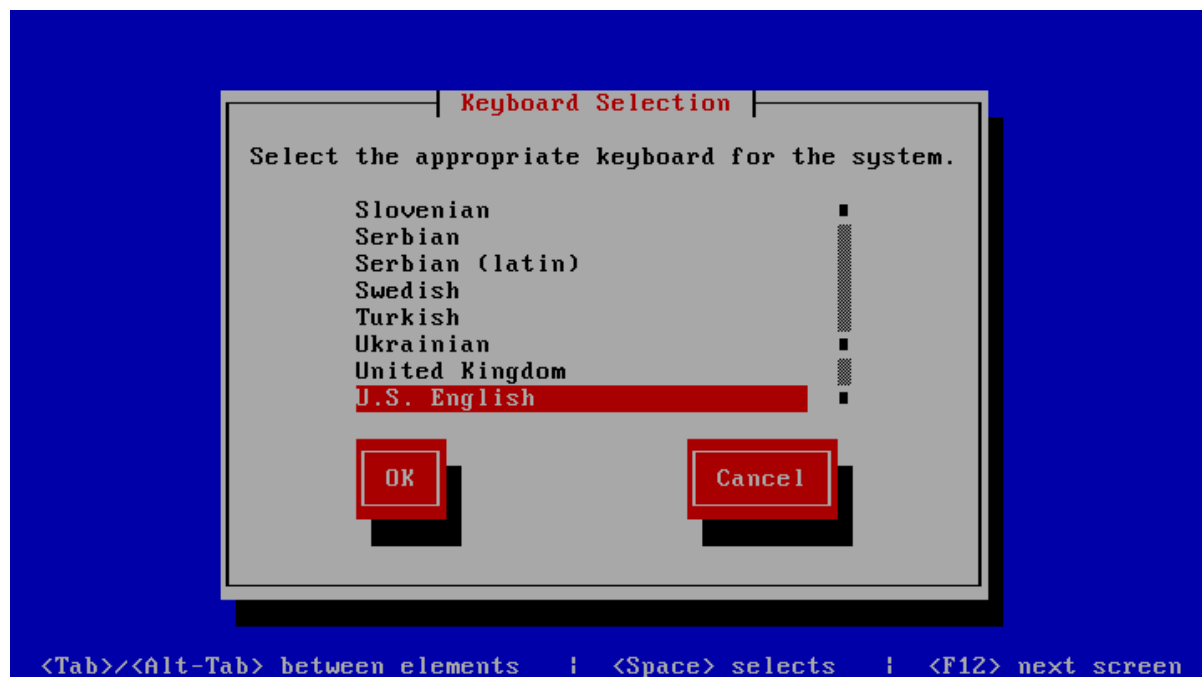 Keyboard Selection
Select the appropriate keyboard for the system.
Slovenian
Serbian
Serbian (latin)
Swedish
Turkish
Ukrainian
United Kingdom
U.S. English
OK Cancel
<Tab>/<Alt-Tab> between elements | <Space> selects | <F12> next screen